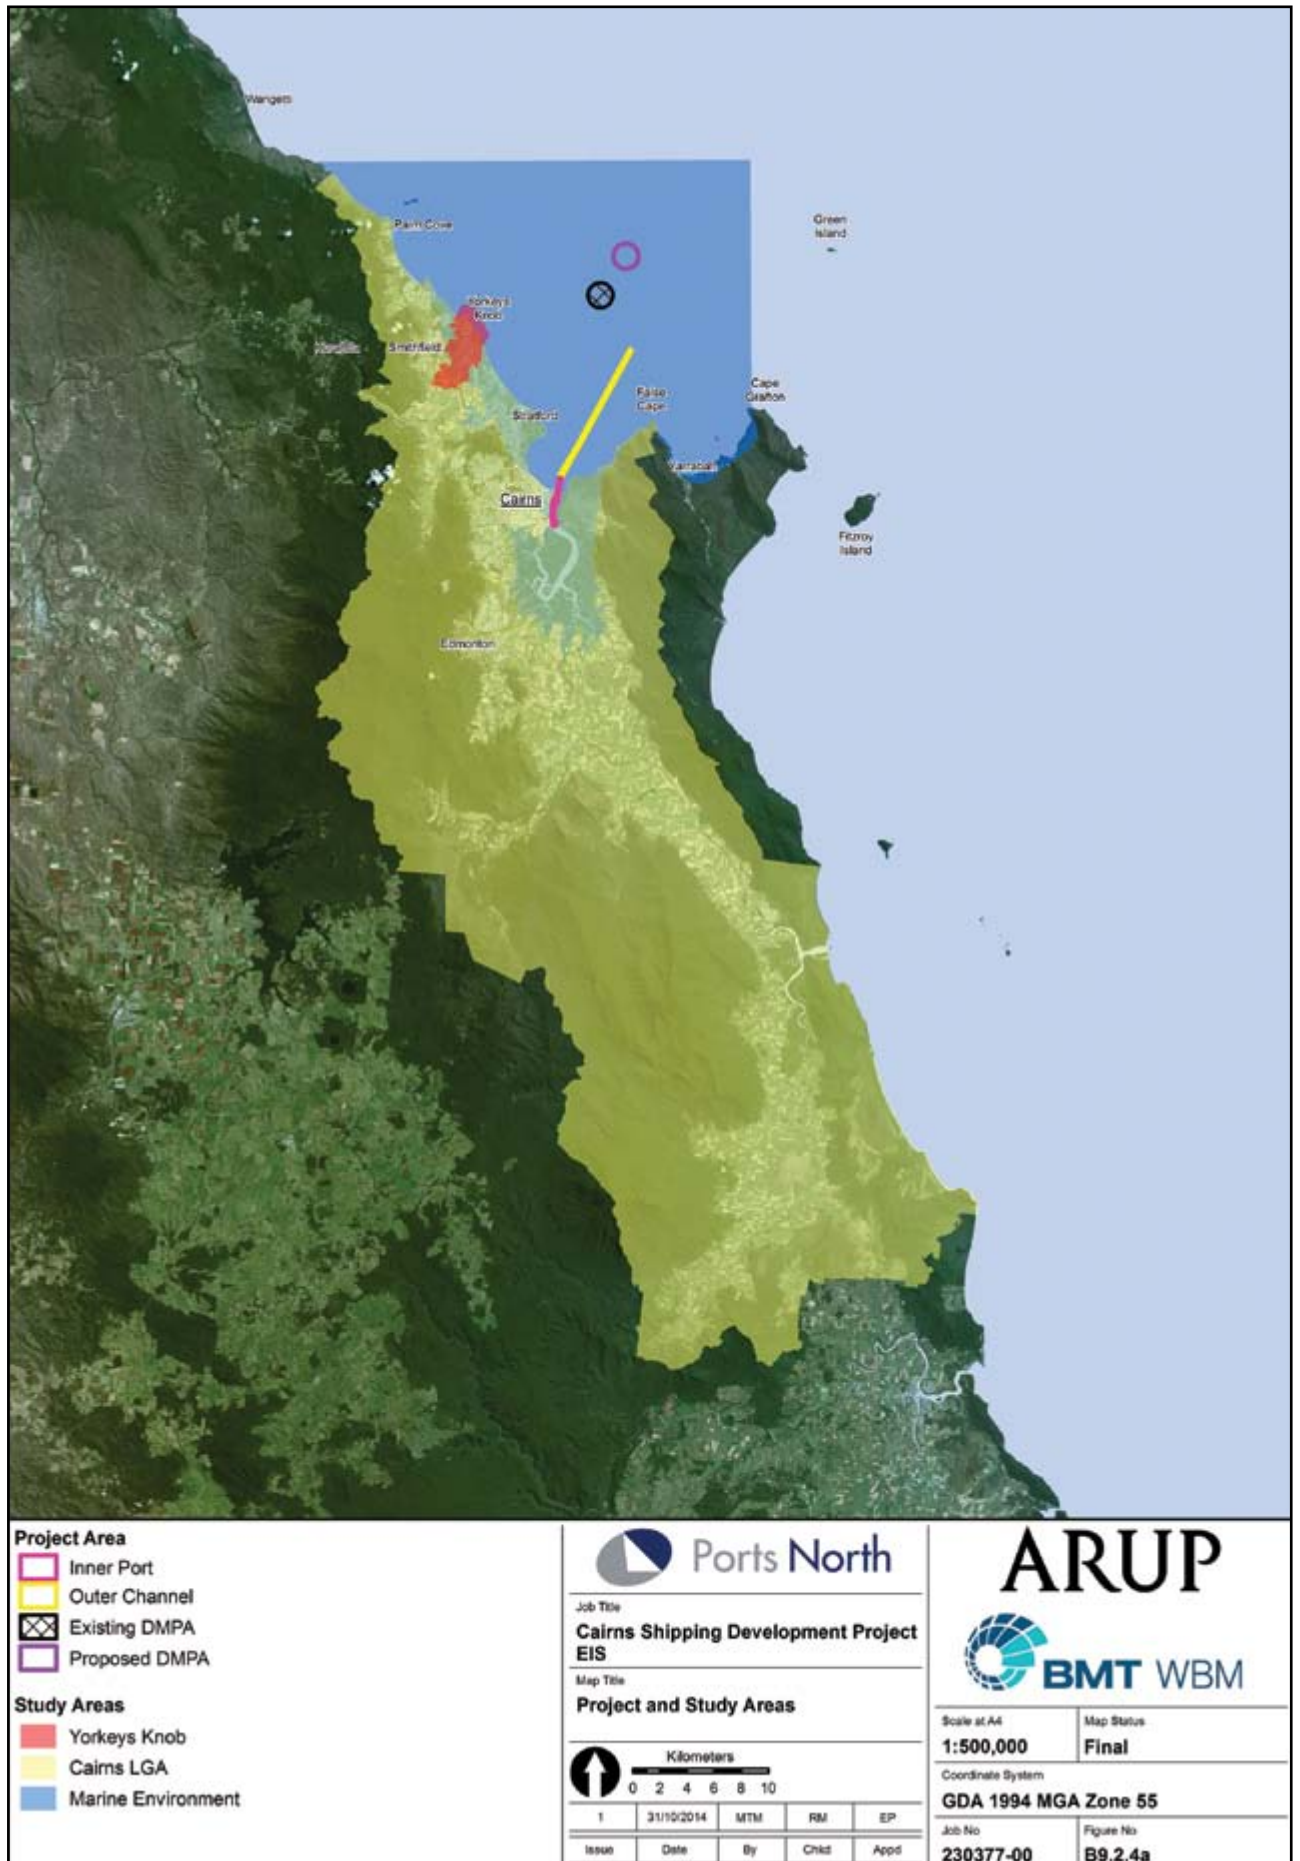 Wangetti
Palm Cove
Green
Island
Yorkeys
Knob
Smithfield
False
Cape
Cape
Grafton
Stratford
Yarrabah
Cairns
Fitzroy
Island
Edmonton
Project Area
Inner Port
Outer Channel
Existing DMPA
Proposed DMPA
Study Areas
Yorkeys Knob
Cairns LGA
Marine Environment
Ports North
Job Title
Cairns Shipping Development Project
EIS
Map Title
Project and Study Areas
Kilometers
0 2 4 6 8 10
1 31/10/2014 MTM RM EP
Issue Date By Chkd Appd
ARUP
BMT WBM
Scale at A4
1:500,000
Map Status
Final
Coordinate System
GDA 1994 MGA Zone 55
Job No
230377-00
Figure No
B9.2.4a